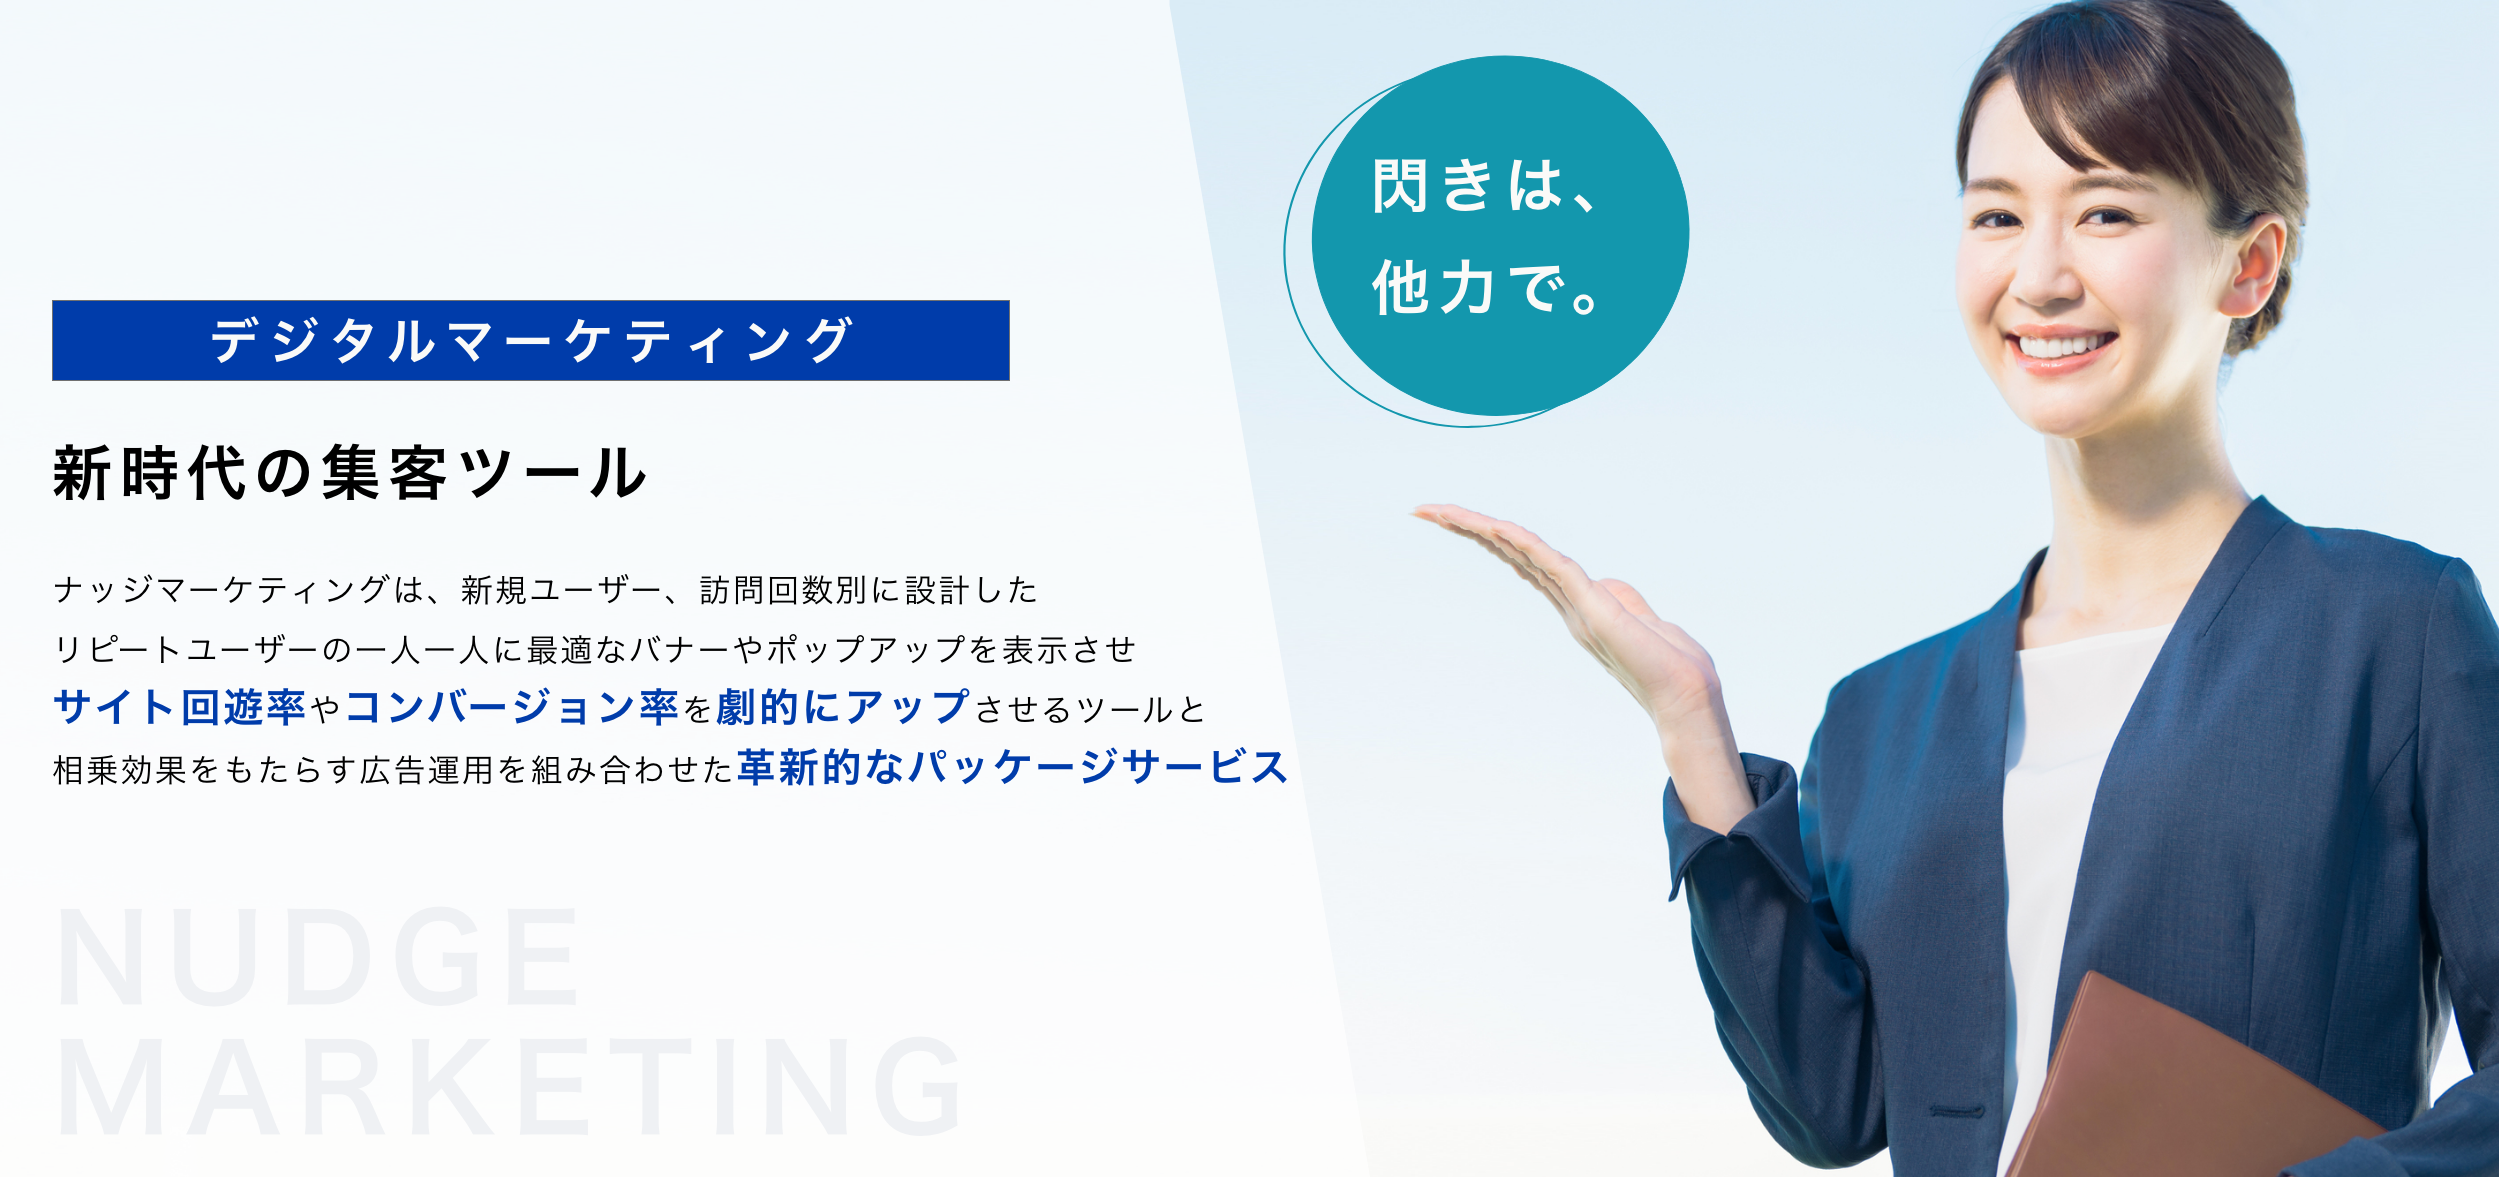 デジタルマーケティング
新時代の集客ツール
ナッジマーケティングは、新規ユーザー、訪問回数別に設計した
リピートユーザーの一人一人に最適なバナーやポップアップを表示させ
サイト回遊率やコンバージョン率を劇的にアップさせるツールと
相乗効果をもたらす広告運用を組み合わせた革新的なパッケージサービス
NUDGE
MARKETING
閃きは、
他力で。